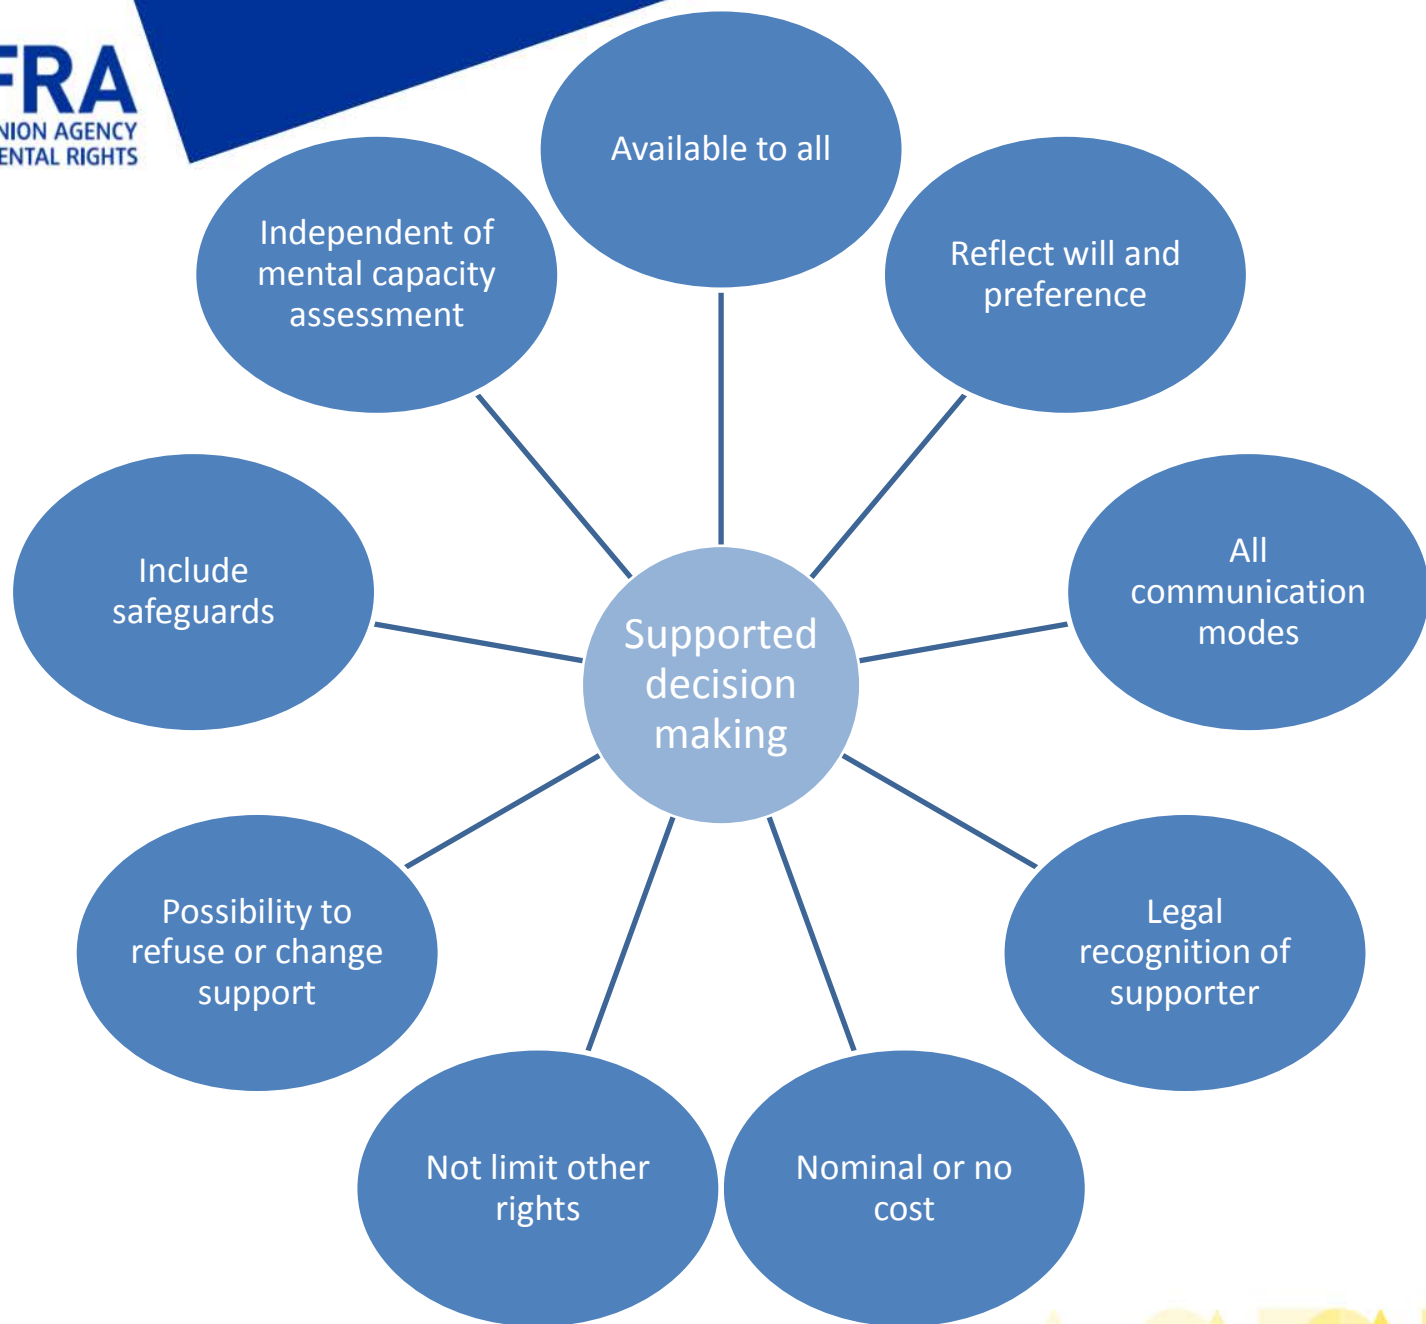 FRA
NION AGENCY
ENTAL RIGHTS
Available to all
Reflect will and
preference
All
communication
modes
Legal
recognition of
supporter
Nominal or no
cost
Not limit other
rights
Possibility to
refuse or change
support
Include
safeguards
Independent of
mental capacity
assessment
Supported
decision
making